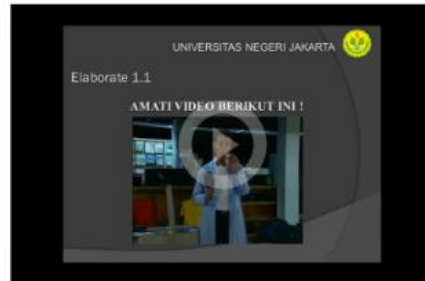 UNIVERSITAS NEGERI JAKARTA
Elaborate 1.1
AMATI VIDEO BERIKUT INI !